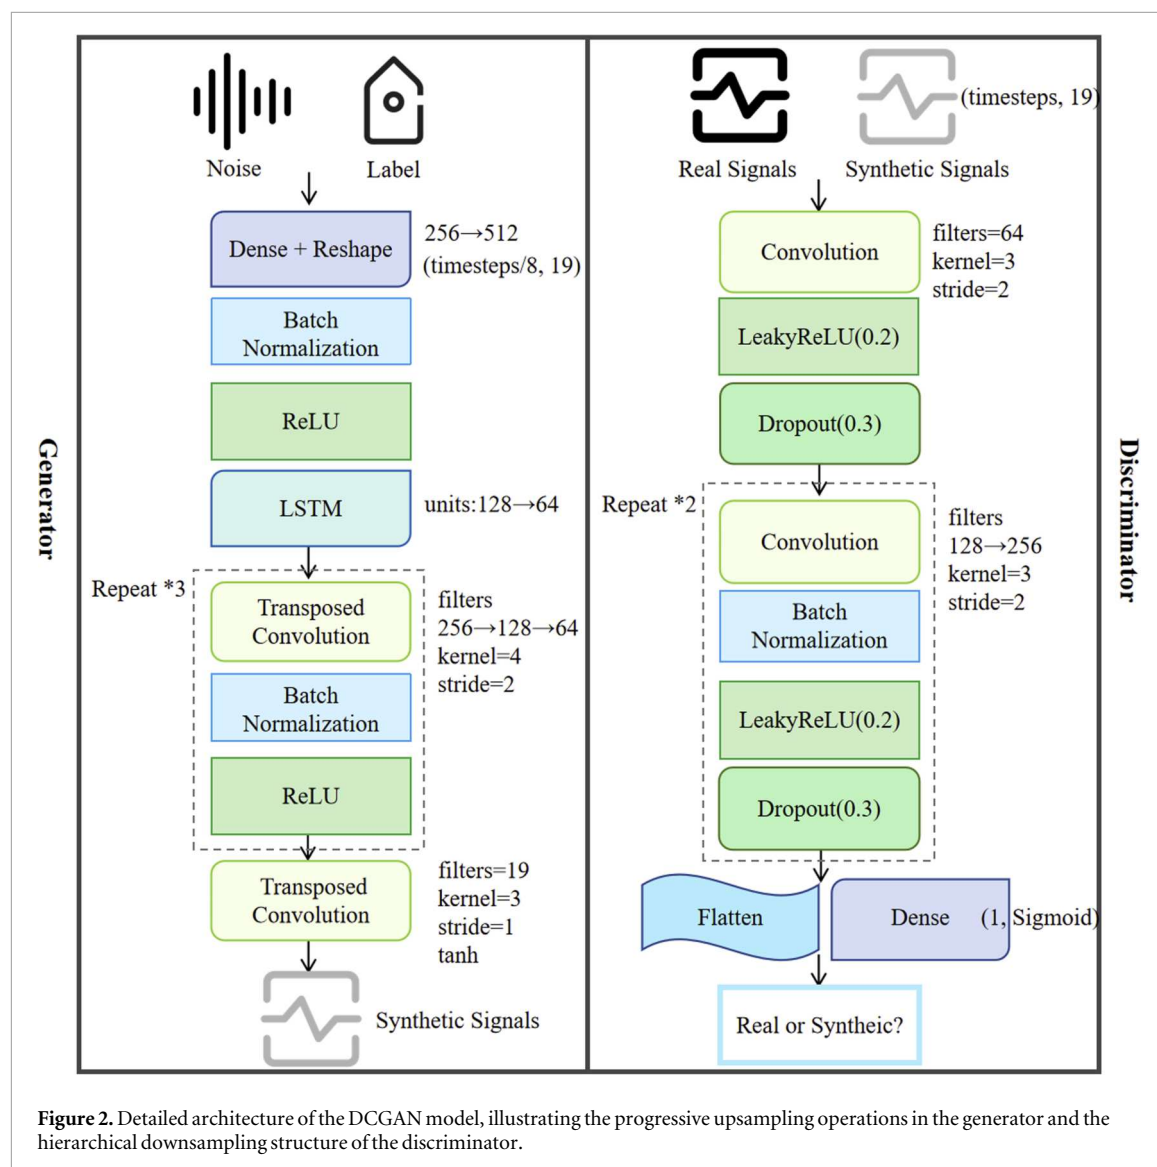 Generator
Noise
Label
Dense + Reshape
256→512
(timesteps/8, 19)
Batch
Normalization
ReLU
LSTM
units:128→64
Repeat *3
Transposed
Convolution
filters
256→128→64
kernel=4
stride=2
Batch
Normalization
ReLU
Transposed
Convolution
filters=19
kernel=3
stride=1
tanh
Synthetic Signals
Discriminator
(timesteps, 19)
Real Signals
Synthetic Signals
Convolution
filters=64
kernel=3
stride=2
LeakyReLU(0.2)
Dropout(0.3)
Repeat *2
Convolution
filters
128→256
kernel=3
stride=2
Batch
Normalization
LeakyReLU(0.2)
Dropout(0.3)
Flatten
Dense
(1, Sigmoid)
Real or Syntheic?
Figure 2. Detailed architecture of the DCGAN model, illustrating the progressive upsampling operations in the generator and the
hierarchical downsampling structure of the discriminator.